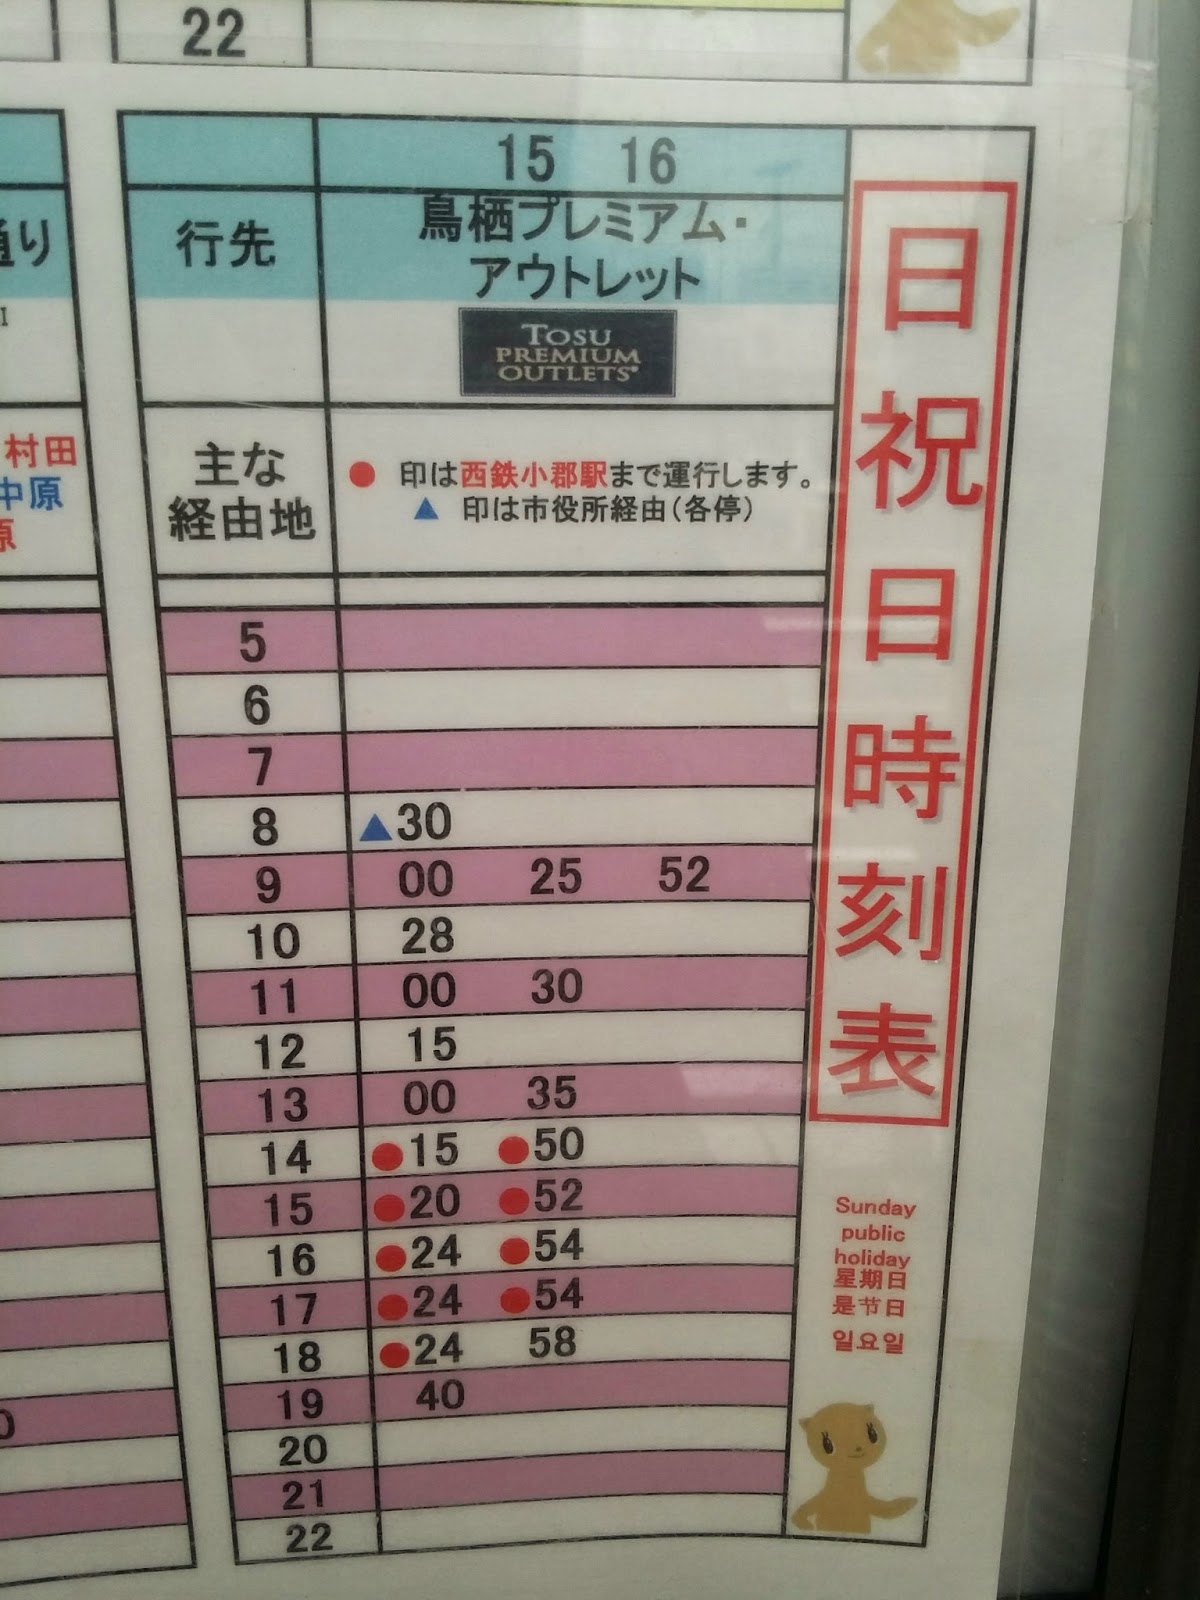 22
15 16
行先
鳥栖プレミアム・
アウトレット
TOSU
PREMIUM
OUTLETS®
主な
経由地
● 印は西鉄小郡駅まで運行します。
▲ 印は市役所経由(各停)
5
6
7
8 ▲30
9 00 25 52
10 28
11 00 30
12 15
13 00 35
14 ●15 ●50
15 ●20 ●52
16 ●24 ●54
17 ●24 ●54
18 ●24 58
19 40
20
21
22
日祝日時刻表
Sunday
public
holiday
星期日
是节日
일요일
通り
村田
中原
原
0